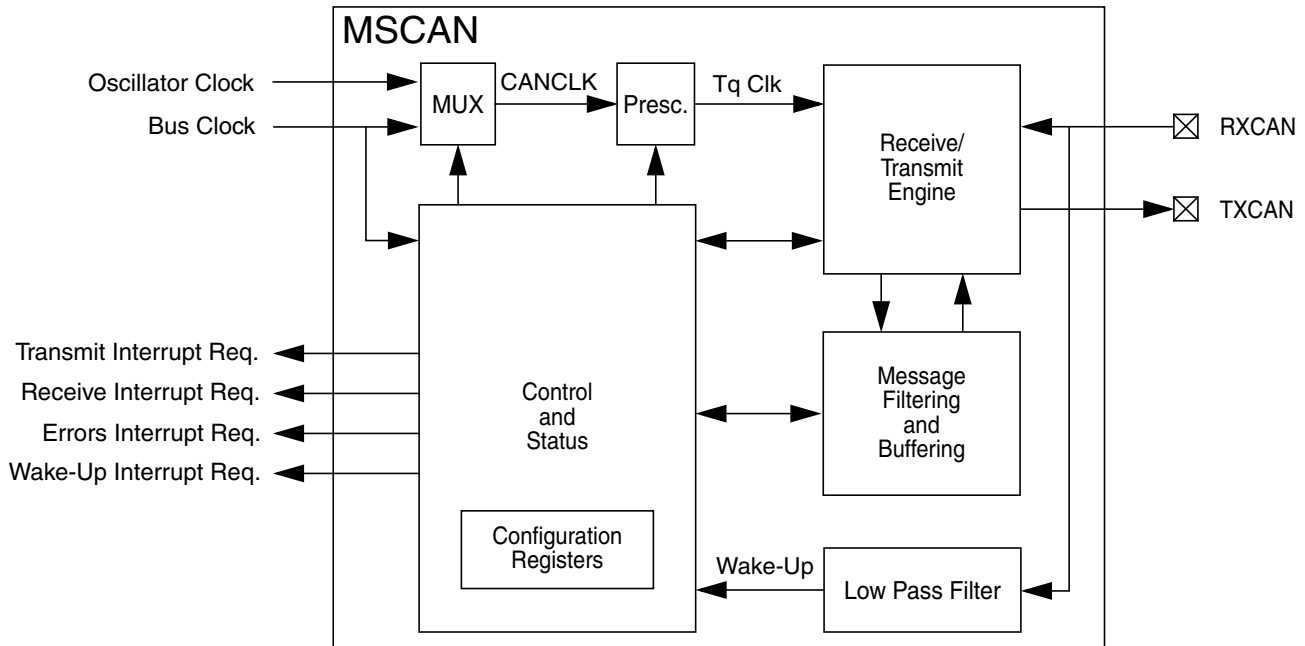 MSCAN
Oscillator Clock
Bus Clock
MUX
CANCLK
Presc.
Tq Clk
Receive/
Transmit
Engine
RXCAN
TXCAN
Transmit Interrupt Req.
Receive Interrupt Req.
Errors Interrupt Req.
Wake-Up Interrupt Req.
Control
and
Status
Message
Filtering
and
Buffering
Configuration
Registers
Wake-Up
Low Pass Filter